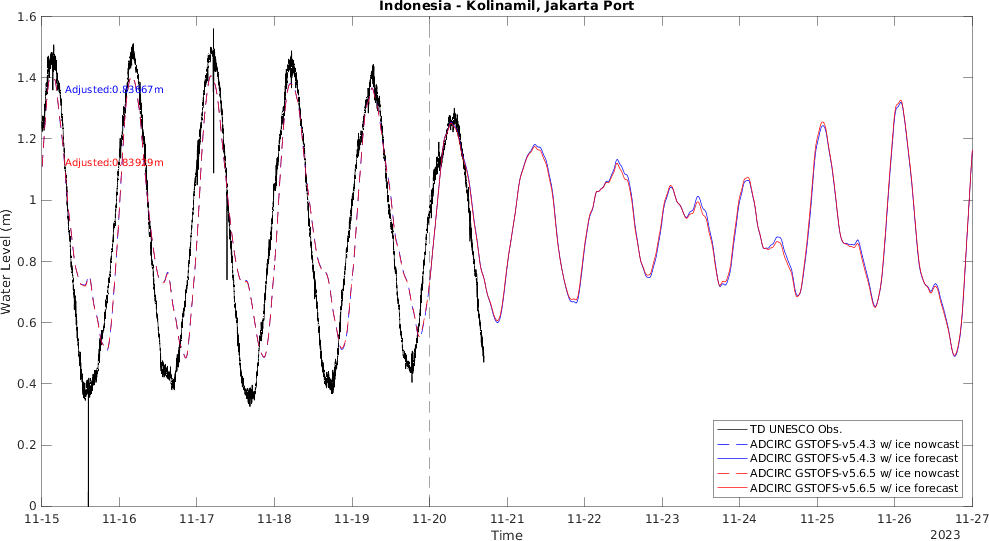 Indonesia - Kolinamil, Jakarta Port
1.6
1.4
1.2
1
0.8
0.6
0.4
0.2
0
Water Level (m)
Adjusted:0.83667m
Adjusted:0.83929m
TD UNESCO Obs.
ADCIRC GSTOFS-v5.4.3 w/ ice nowcast
ADCIRC GSTOFS-v5.4.3 w/ ice forecast
ADCIRC GSTOFS-v5.6.5 w/ ice nowcast
ADCIRC GSTOFS-v5.6.5 w/ ice forecast
11-15 11-16 11-17 11-18 11-19 11-20 11-21 11-22 11-23 11-24 11-25 11-26 11-27
Time
2023